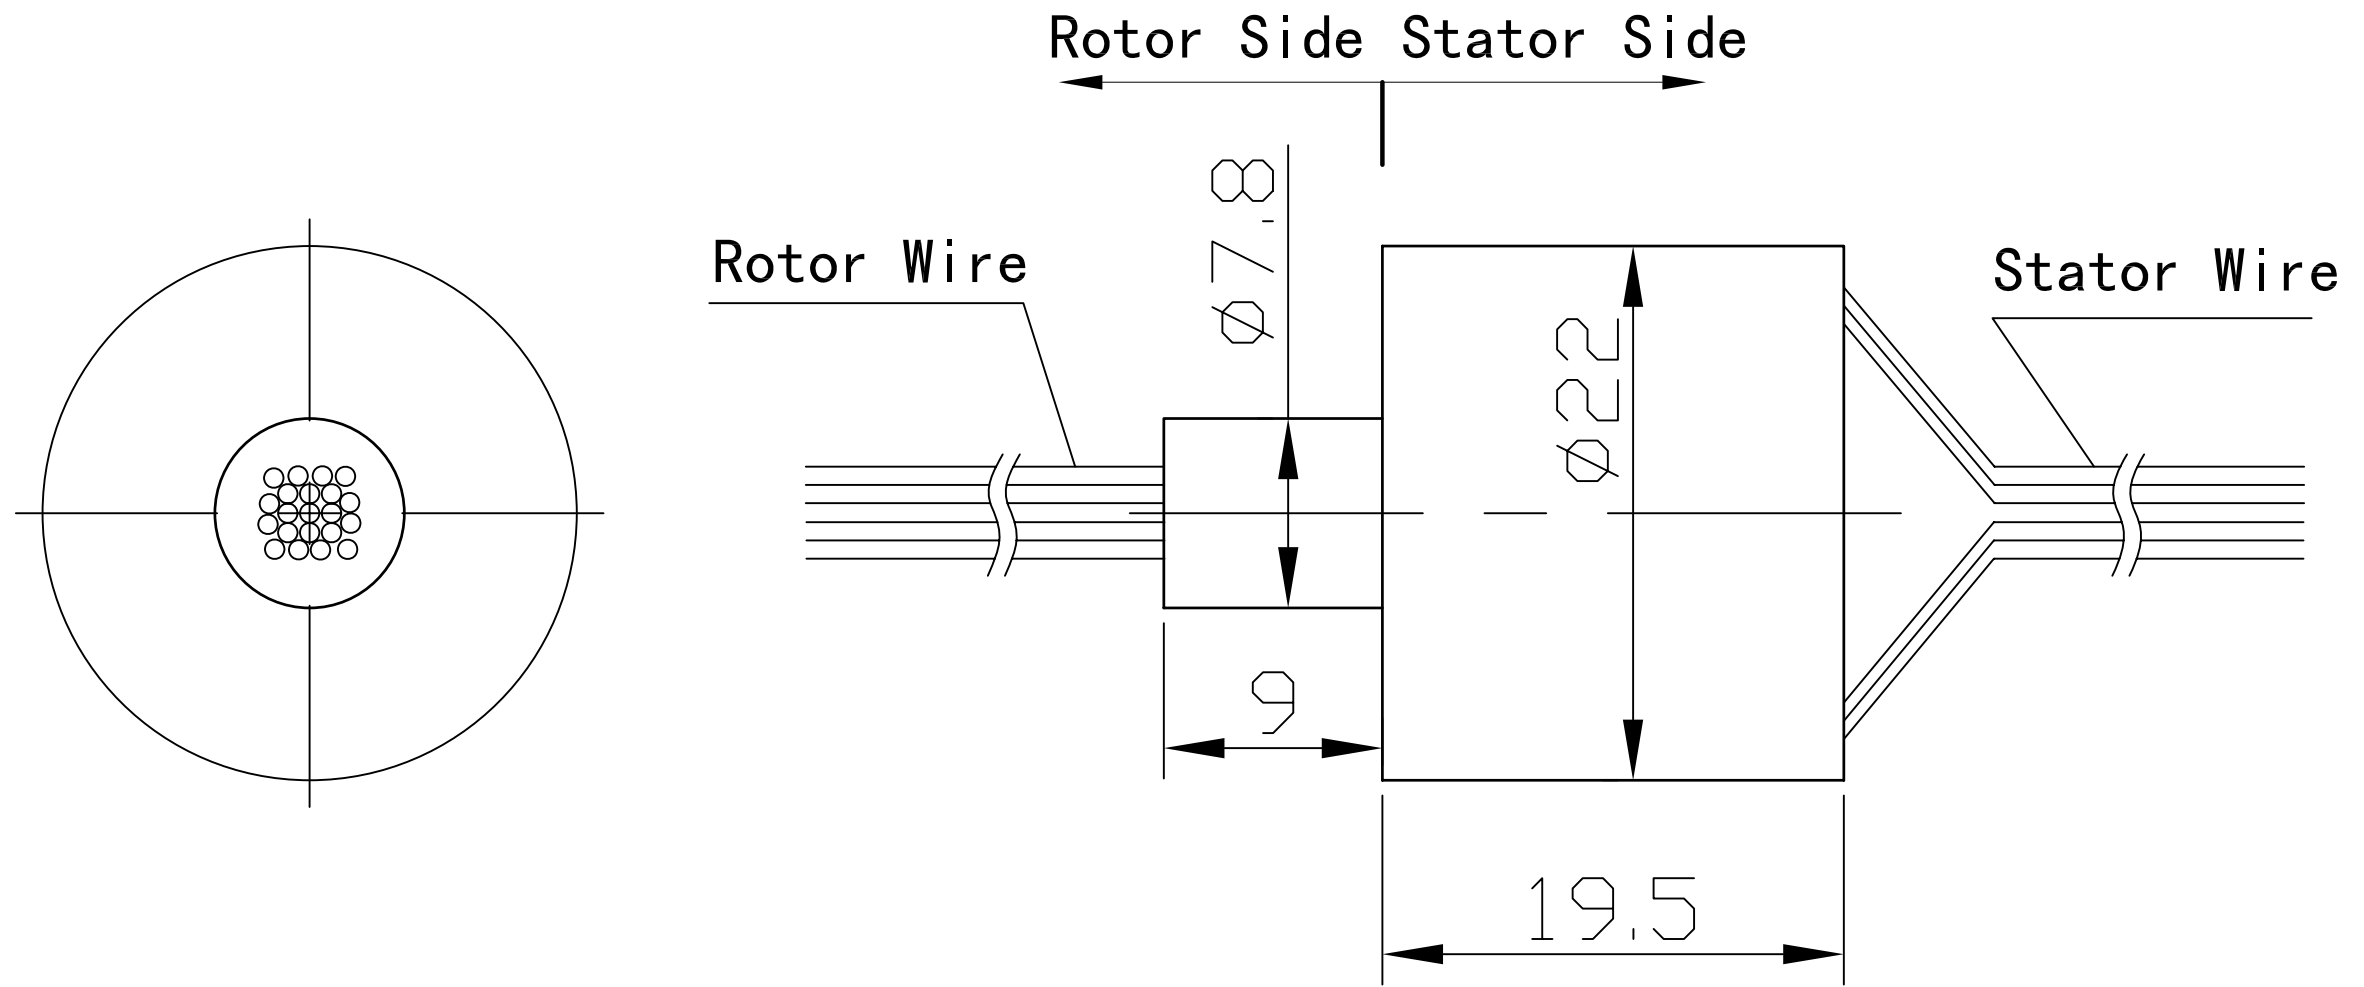 Rotor Side Stator Side
Rotor Wire
ø7.8
ø22
Stator Wire
9
19.5